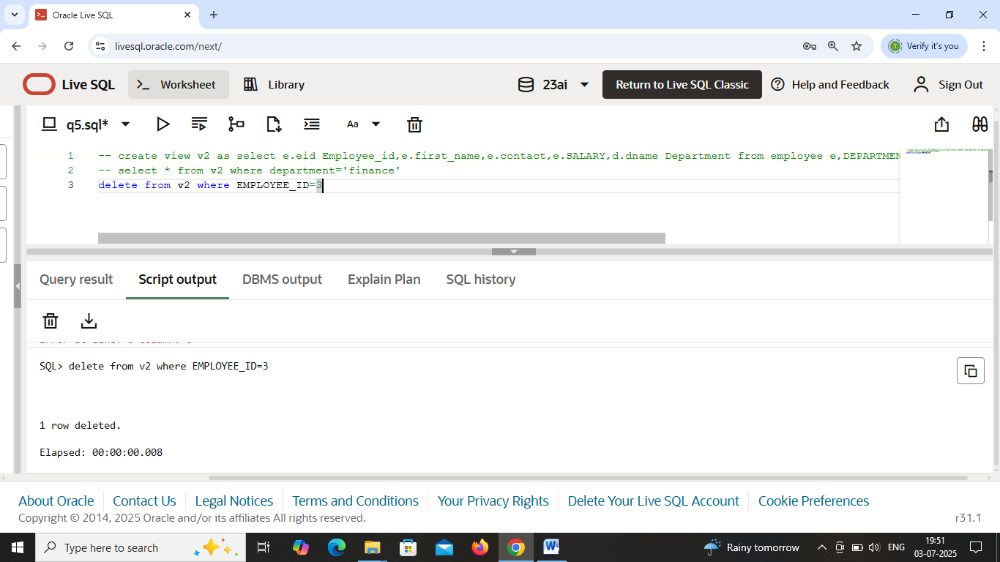 Oracle Live SQL
livesql.oracle.com/next/
T
Verify it's you
Live SQL
Worksheet
Library
23ai
Return to Live SQL Classic
Help and Feedback
Sign Out
q5.sql*
Aa
1 -- create view v2 as select e.eid Employee_id,e.first_name,e.contact,e.SALARY,d.dname Department from employee e,DEPARTMEN
2 -- select * from v2 where department='finance'
3 delete from v2 where EMPLOYEE_ID=3
Query result
Script output
DBMS output
Explain Plan
SQL history
SQL> delete from v2 where EMPLOYEE_ID=3
1 row deleted.
Elapsed: 00:00:00.008
About Oracle
Contact Us
Legal Notices
Terms and Conditions
Your Privacy Rights
Delete Your Live SQL Account
Cookie Preferences
Copyright © 2014, 2025 Oracle and/or its affiliates All rights reserved.
r31.1
Type here to search
W
Rainy tomorrow
ENG
19:51
03-07-2025